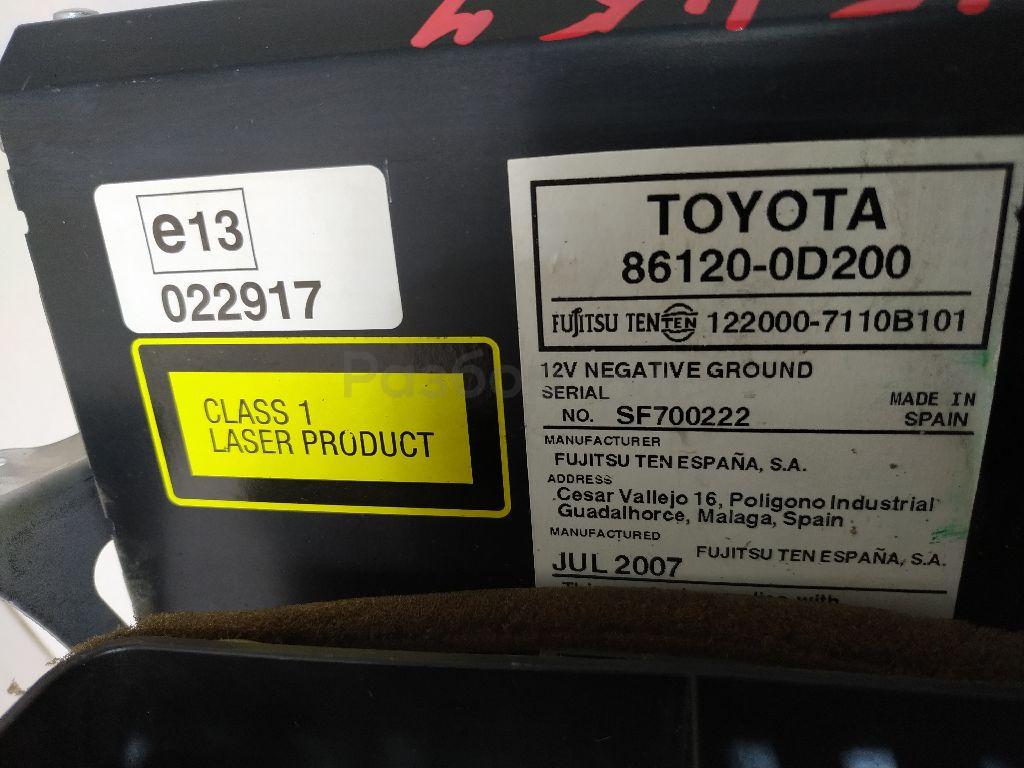 e13
022917
CLASS 1
LASER PRODUCT
TOYOTA
86120-0D200
FUJITSU TEN TEN 122000-7110B101
12V NEGATIVE GROUND
SERIAL
NO. SF700222
MADE IN
SPAIN
MANUFACTURER
FUJITSU TEN ESPAÑA, S.A.
ADDRESS
Cesar Vallejo 16, Poligono Industrial
Guadalhorce, Malaga, Spain
MANUFACTURED
JUL 2007 FUJITSU TEN ESPAÑA, S.A.